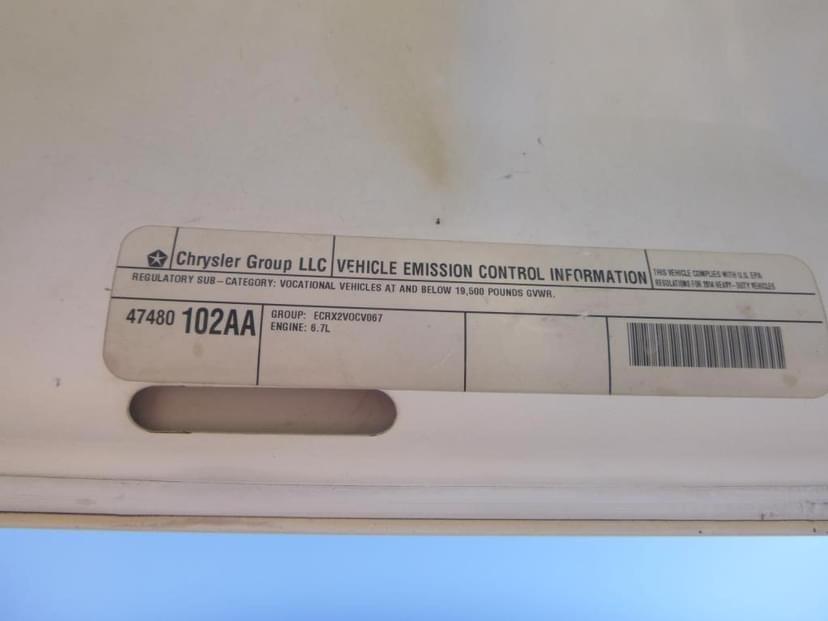 Chrysler Group LLC VEHICLE EMISSION CONTROL INFORMATION
THIS VEHICLE COMPLIES WITH U.S. EPA
REGULATIONS FOR 2014 HEAVY-DUTY VEHICLES
REGULATORY SUB-CATEGORY: VOCATIONAL VEHICLES AT AND BELOW 19,500 POUNDS GVWR.
47480 102AA
GROUP: ECRX2VOCV067
ENGINE: 6.7L